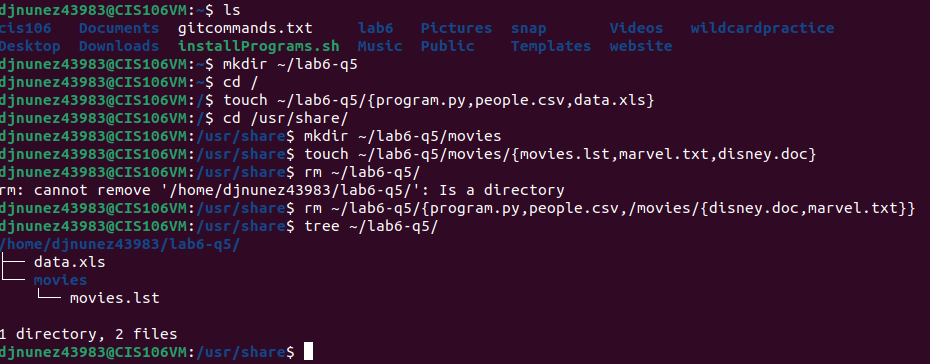 djnunez43983@CIS106VM:~$ ls
cis106 Documents gitcommands.txt lab6 Pictures snap Videos wildcardpractice
Desktop Downloads installPrograms.sh Music Public Templates website
djnunez43983@CIS106VM:~$ mkdir ~/lab6-q5
djnunez43983@CIS106VM:~$ cd /
djnunez43983@CIS106VM:/$ touch ~/lab6-q5/{program.py,people.csv,data.xls}
djnunez43983@CIS106VM:/$ cd /usr/share/
djnunez43983@CIS106VM:/usr/share$ mkdir ~/lab6-q5/movies
djnunez43983@CIS106VM:/usr/share$ touch ~/lab6-q5/movies/{movies.lst,marvel.txt,disney.doc}
djnunez43983@CIS106VM:/usr/share$ rm ~/lab6-q5/
rm: cannot remove '/home/djnunez43983/lab6-q5/': Is a directory
djnunez43983@CIS106VM:/usr/share$ rm ~/lab6-q5/{program.py,people.csv,/movies/{disney.doc,marvel.txt}}
djnunez43983@CIS106VM:/usr/share$ tree ~/lab6-q5/
/home/djnunez43983/lab6-q5/
├── data.xls
└── movies
    └── movies.lst
1 directory, 2 files
djnunez43983@CIS106VM:/usr/share$